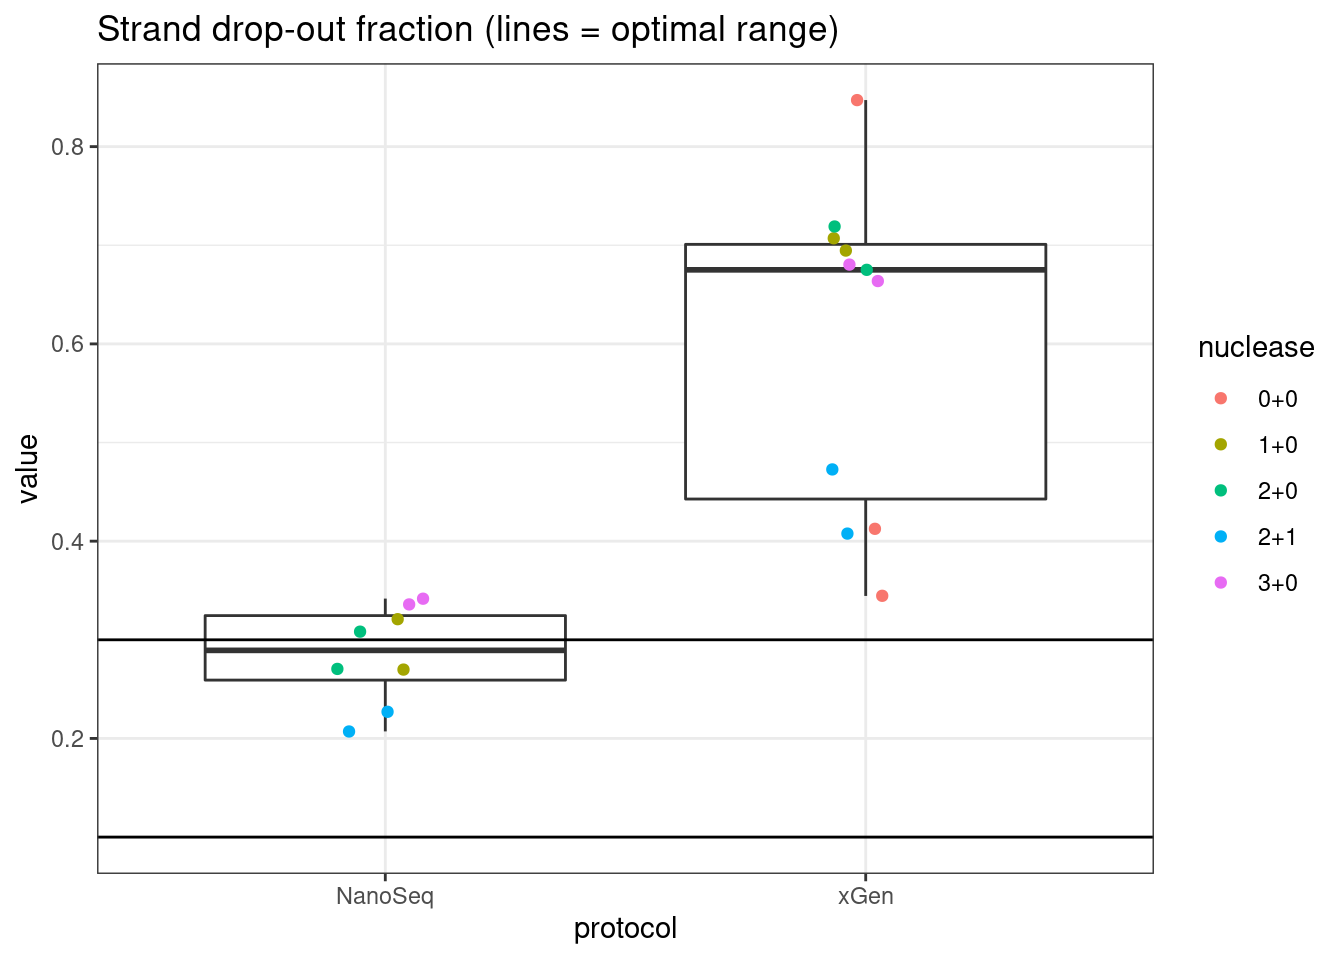 Strand drop-out fraction (lines = optimal range)
0.8
0.6
0.4
0.2
value
NanoSeq
xGen
protocol
nuclease
0+0
1+0
2+0
2+1
3+0